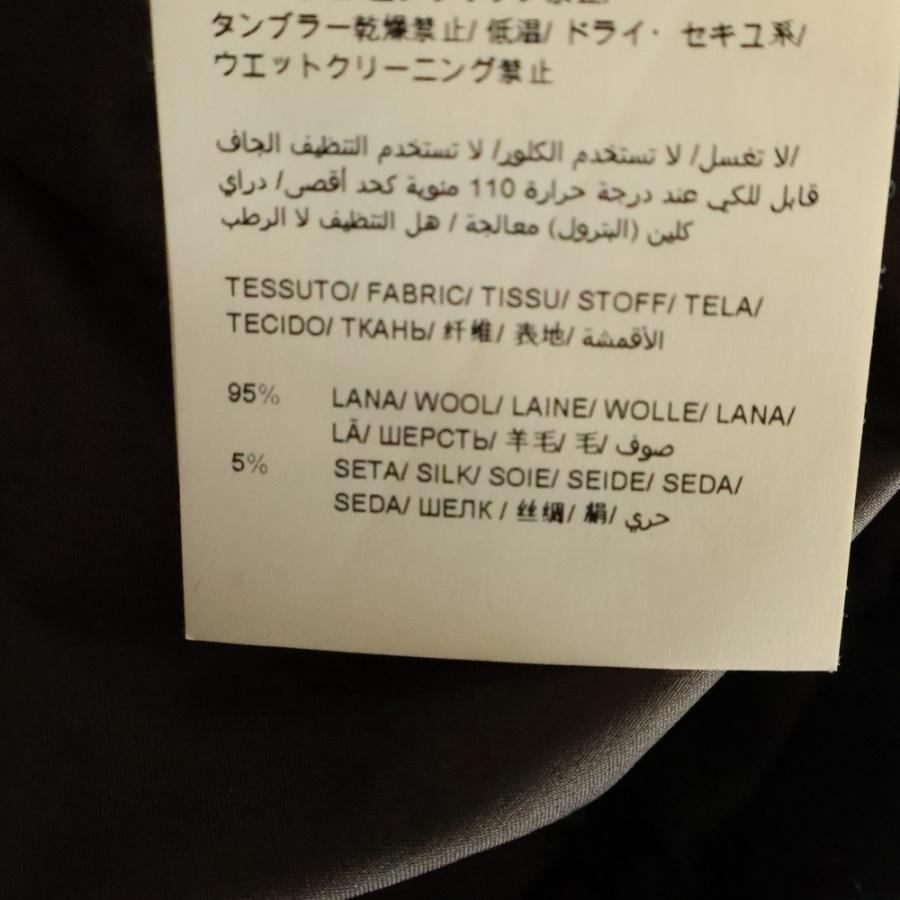 タンブラー乾燥禁止/ 低温/ ドライ・ セキユ系/
ウエットクリーニング禁止
/لا تغسل/ لا تستخدم الكلور/ لا تستخدم التنظيف الجاف
قابل للكي عند درجة حرارة 110 مئوية كحد أقصى/ دراي
كلين (البترول) معالجة / هل التنظيف لا الرطب
TESSUTO/ FABRIC/ TISSU/ STOFF/ TELA/
TECIDO/ ТКАНЬ/ 纤维/ 表地/ الأقمشة
95% LANA/ WOOL/ LAINE/ WOLLE/ LANA/
LÃ/ ШЕРСТЬ/ 羊毛/ 毛/ صوف
5% SETA/ SILK/ SOIE/ SEIDE/ SEDA/
SEDA/ ШЕЛК / 丝绸/ 絹/ حري